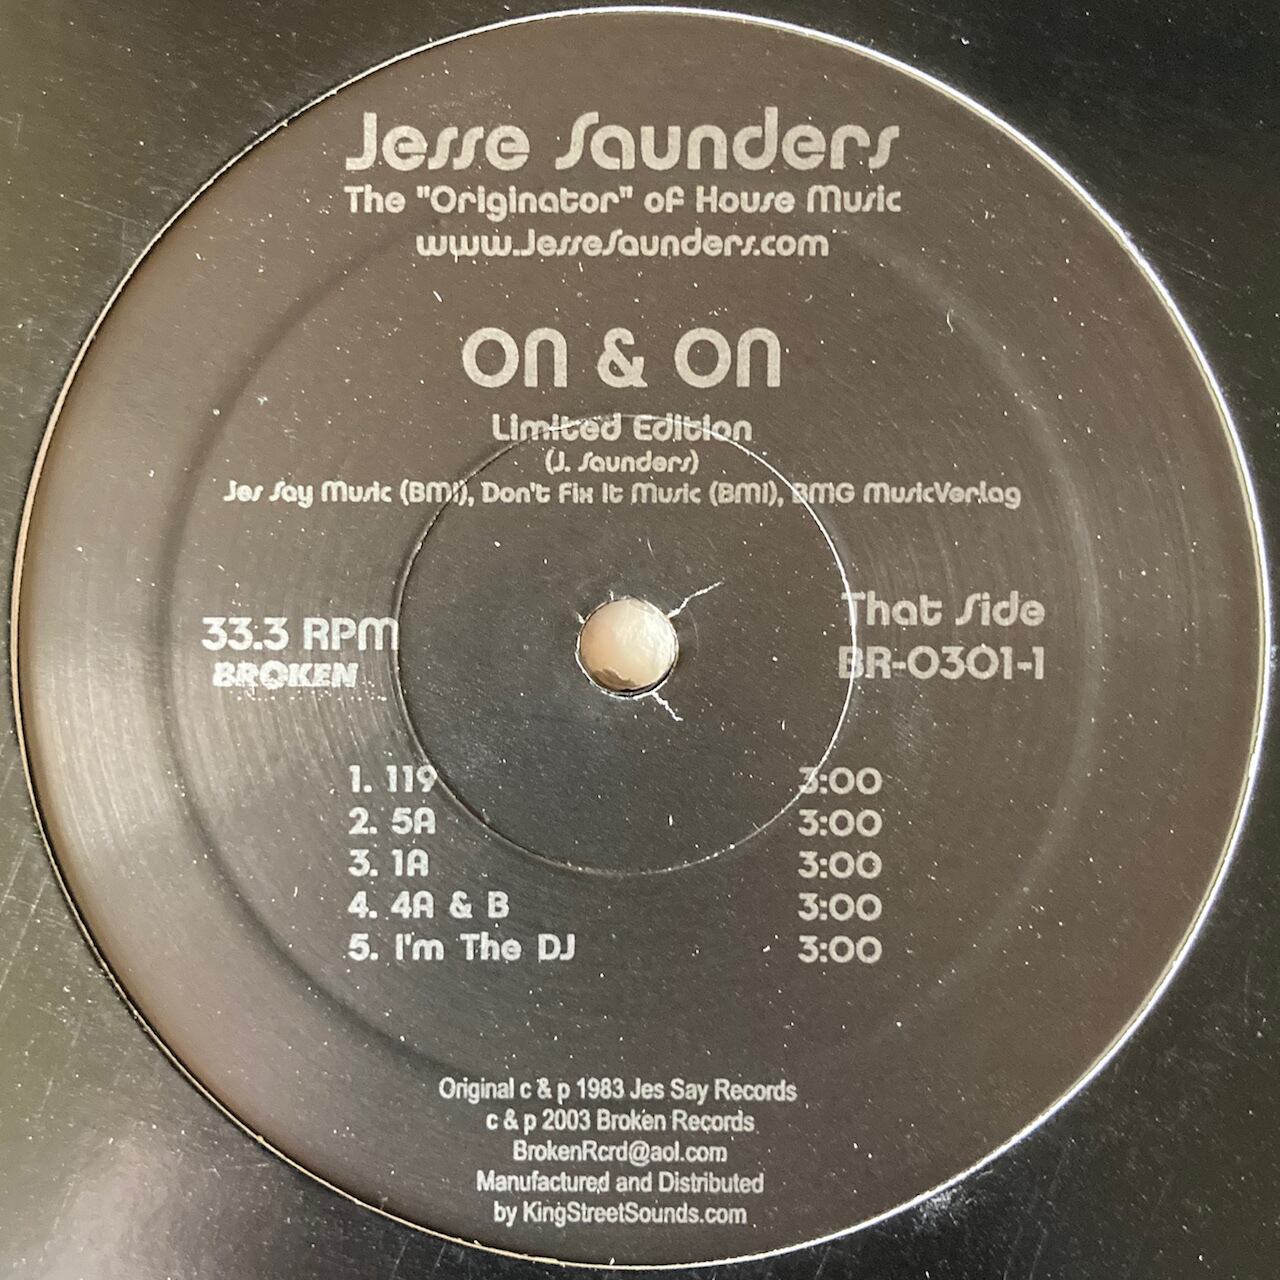 Jesse Saunders
The "Originator" of House Music
www.JesseSaunders.com
On & On
Limited Edition
(J. Saunders)
Jes Say Music (BMI), Don't Fix It Music (BMI), BMG MusicVerlag
33.3 RPM
BROKEN
That Side
BR-0301-1
1. 119 3:00
2. 5A 3:00
3. 1A 3:00
4. 4A & B 3:00
5. I'm The DJ 3:00
Original c & p 1983 Jes Say Records
c & p 2003 Broken Records
BrokenRcrd@aol.com
Manufactured and Distributed
by KingStreetSounds.com